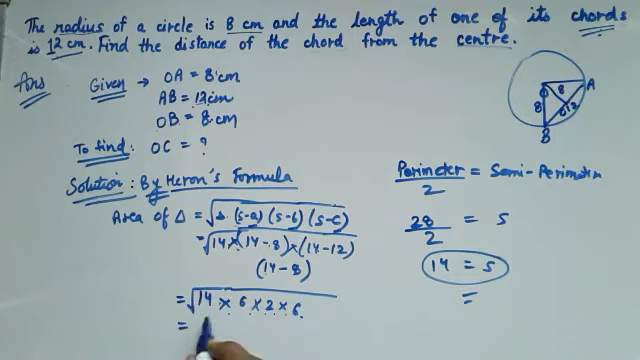 The radius of a circle is 8 cm and the length of one of its chords
is 12 cm. Find the distance of the chord from the centre.
Ans
Given → OA = 8 cm
AB = 12 cm
OB = 8 cm
To find: OC = ?
Solution: By Heron's Formula
Area of Δ = √s (s-a) (s-b) (s-c)
= √14 × (14-8) × (14-12)
(14-8)
= √14 × 6 × 2 × 6
=
Perimeter/2 = Semi-Perimeter
28/2 = s
14 = s
=
O 8 A
8 12
B